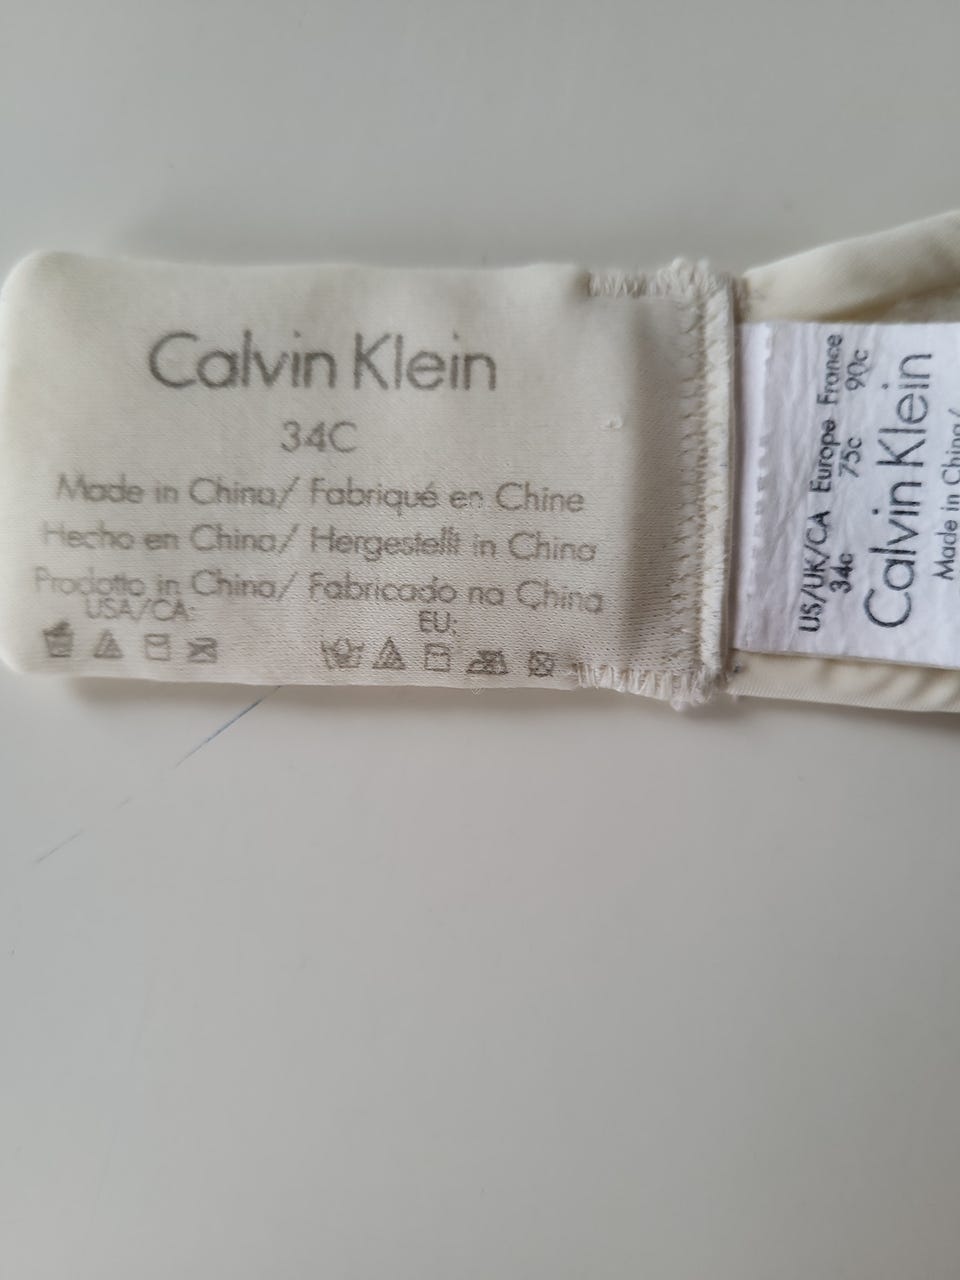 Calvin Klein
34C
Made in China/ Fabriqué en Chine
Hecho en China/ Hergestellt in China
Prodotto in China/ Fabricado na China
USA/CA:
EU:
US/UK/CA Europe France
34c 75c 90c
Calvin Klein
Made in China/